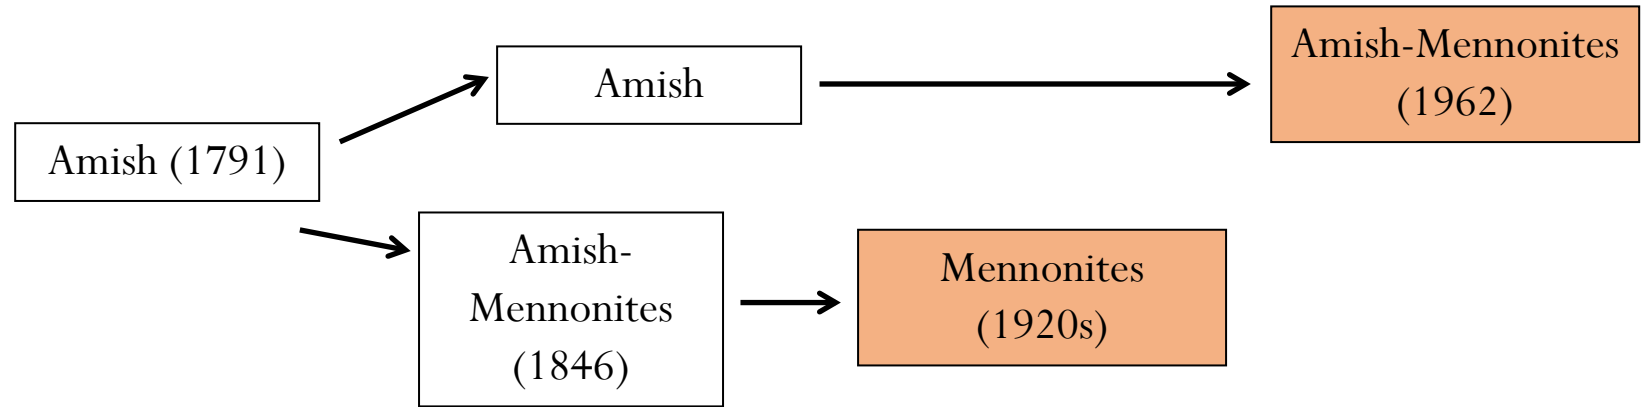 Amish (1791)
Amish
Amish-Mennonites
(1962)
Amish-
Mennonites
(1846)
Mennonites
(1920s)